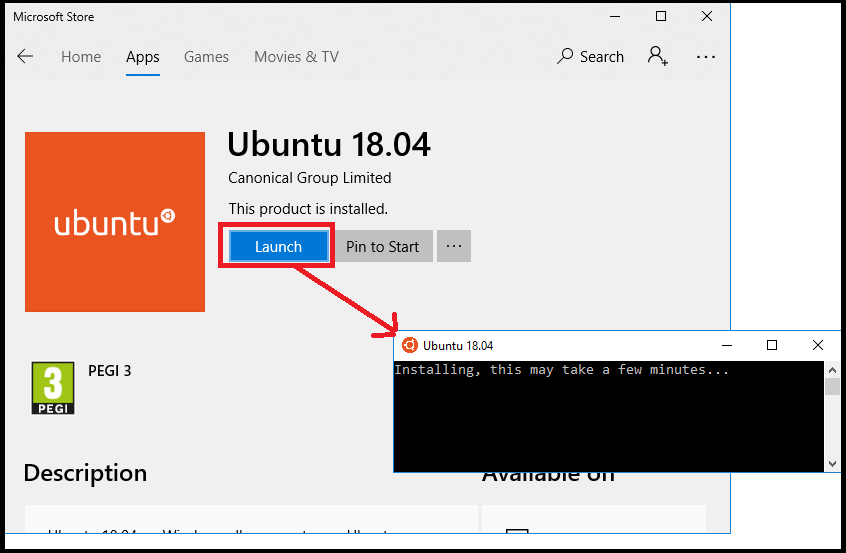 Microsoft Store
Home Apps Games Movies & TV Search
ubuntu
Ubuntu 18.04
Canonical Group Limited
This product is installed.
Launch Pin to Start ...
Ubuntu 18.04
Installing, this may take a few minutes...
3
PEGI
PEGI 3
Description
Available on